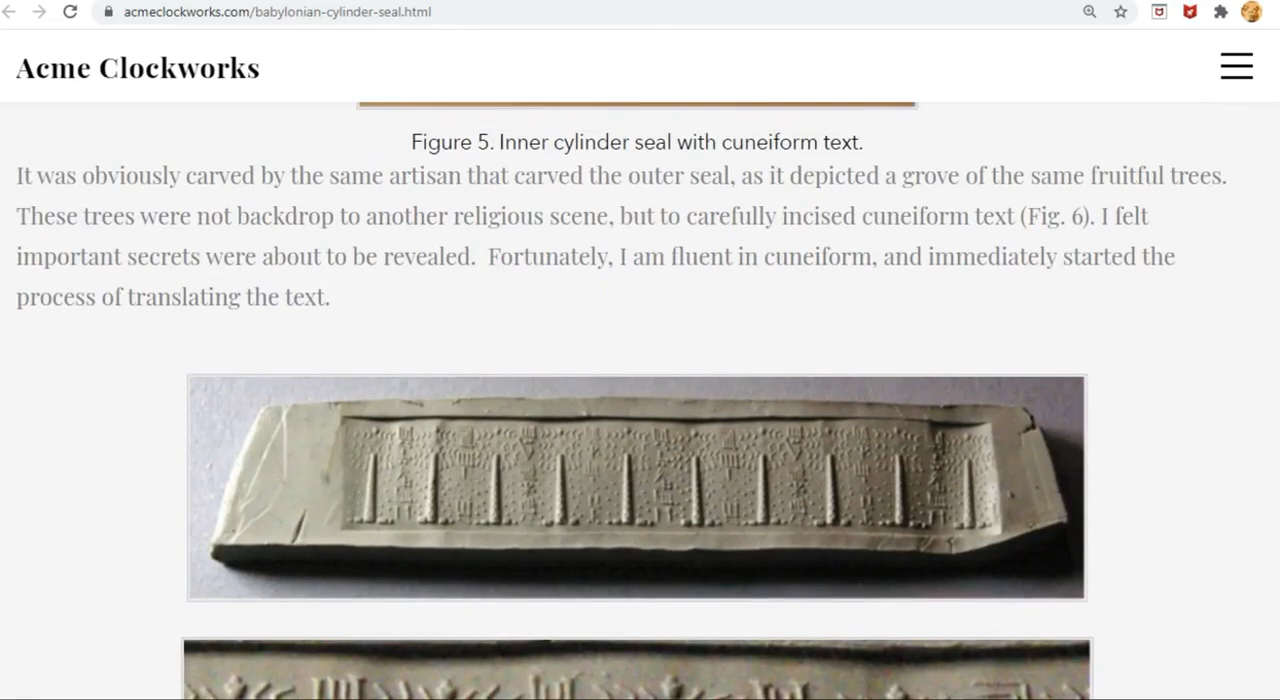 acmeclockworks.com/babylonian-cylinder-seal.html
Acme Clockworks
Figure 5. Inner cylinder seal with cuneiform text.
It was obviously carved by the same artisan that carved the outer seal, as it depicted a grove of the same fruitful trees.
These trees were not backdrop to another religious scene, but to carefully incised cuneiform text (Fig. 6). I felt
important secrets were about to be revealed.  Fortunately, I am fluent in cuneiform, and immediately started the
process of translating the text.